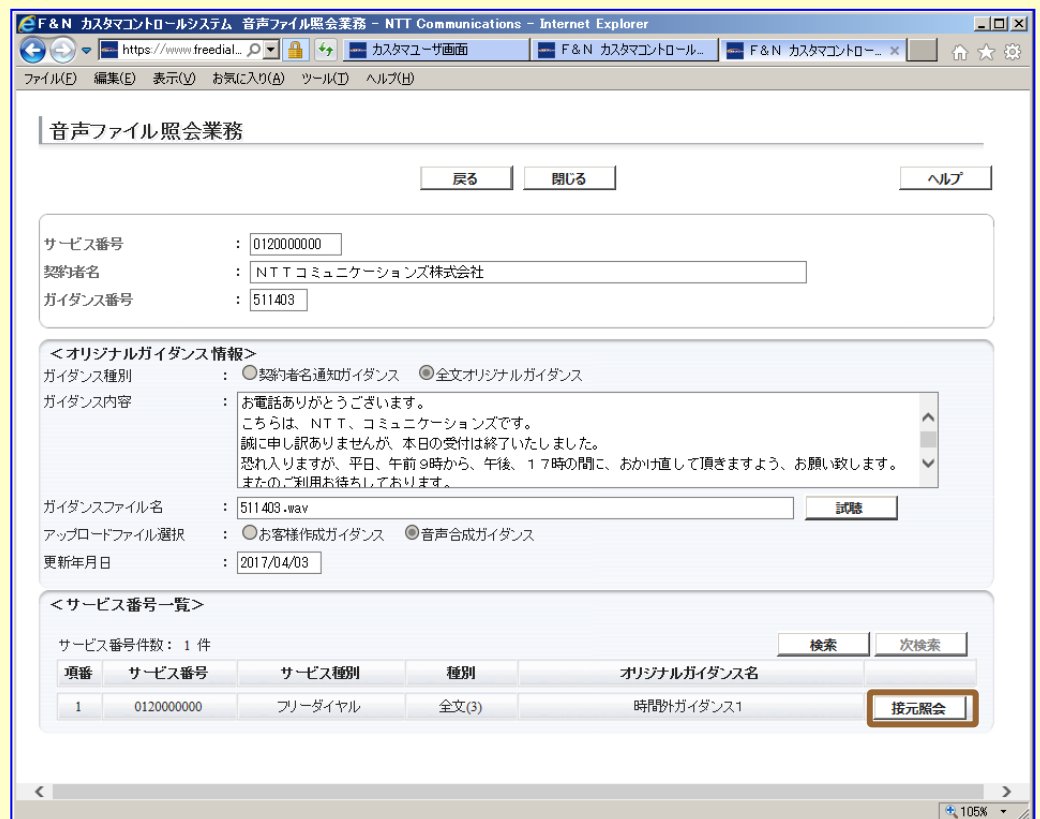 F&N カスタマコントロールシステム 音声ファイル照会業務 - NTT Communications - Internet Explorer
https://www.freedial... カスタマユーザ画面 F&N カスタマコントロール... F&N カスタマコントロー...
ファイル(F) 編集(E) 表示(V) お気に入り(A) ツール(T) ヘルプ(H)
音声ファイル照会業務
戻る 閉じる ヘルプ
サービス番号 : 0120000000
契約者名 : NTTコミュニケーションズ株式会社
ガイダンス番号 : 511403
<オリジナルガイダンス情報>
ガイダンス種別 : 契約者名通知ガイダンス 全文オリジナルガイダンス
ガイダンス内容 : お電話ありがとうございます。
こちらは、NTT、コミュニケーションズです。
誠に申し訳ありませんが、本日の受付は終了いたしました。
恐れ入りますが、平日、午前9時から、午後、17時の間に、おかけ直して頂きますよう、お願い致します。
またのご利用お待ちしております。
ガイダンスファイル名 : 511403.wav 試聴
アップロードファイル選択 : お客様作成ガイダンス 音声合成ガイダンス
更新年月日 : 2017/04/03
<サービス番号一覧>
サービス番号件数: 1 件 検索 次検索
項番 サービス番号 サービス種別 種別 オリジナルガイダンス名
1 0120000000 フリーダイヤル 全文(3) 時間外ガイダンス1 接元照会
105%